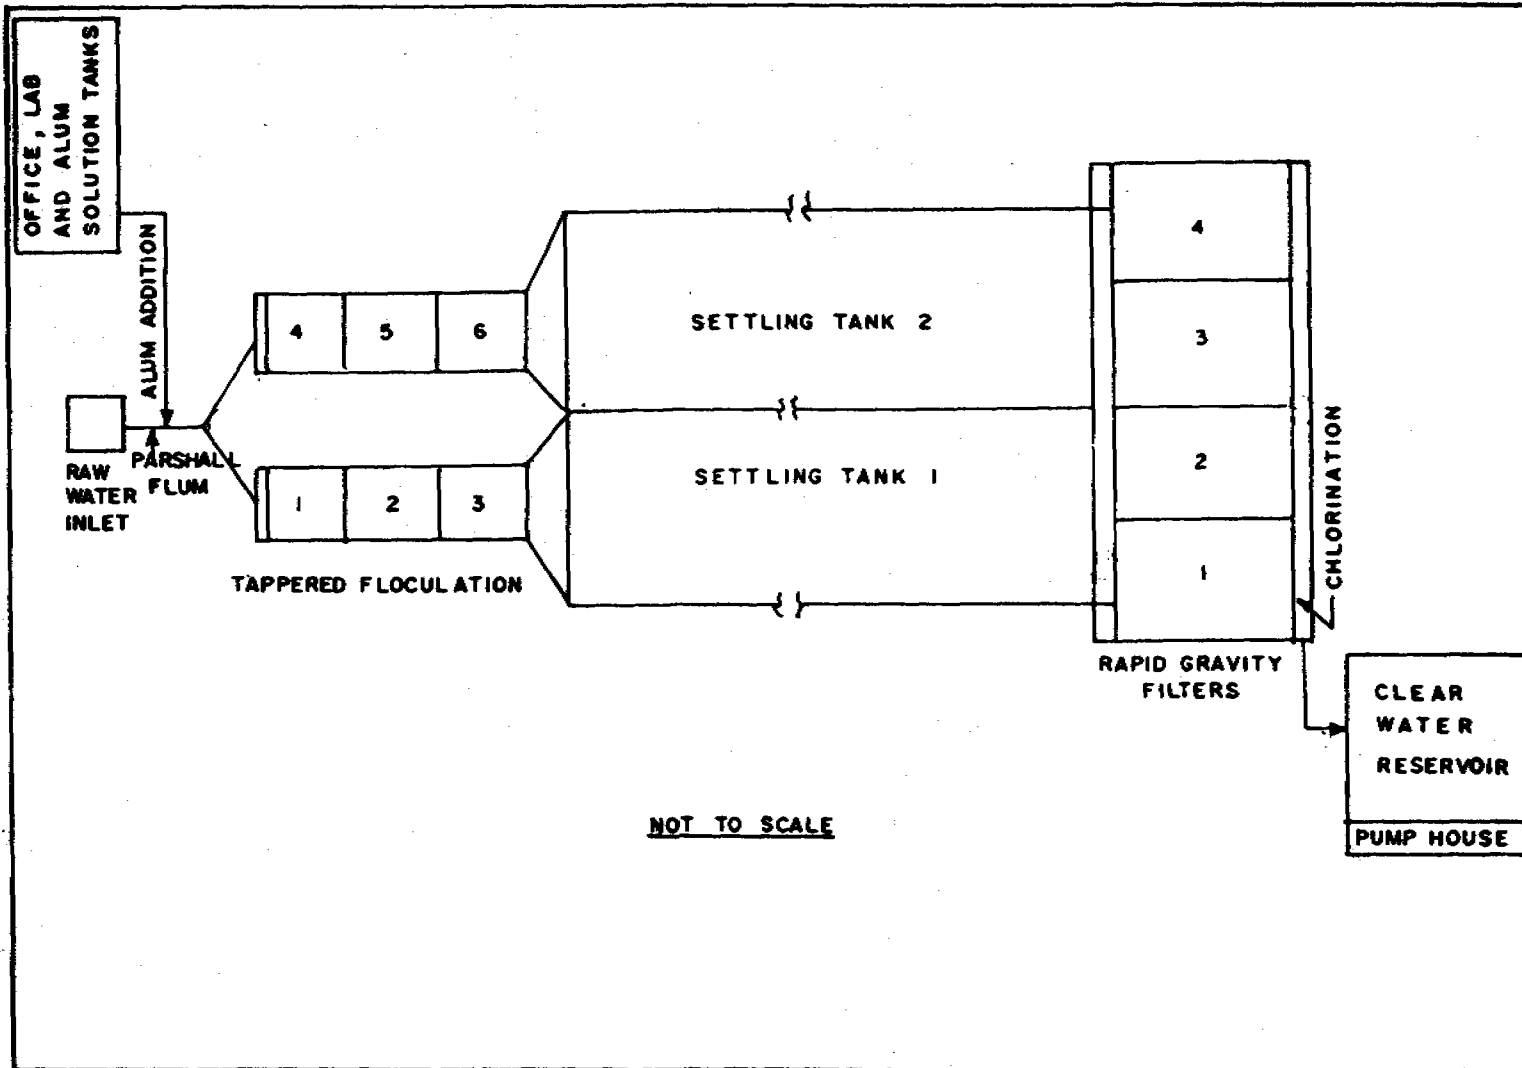 OFFICE, LAB
AND ALUM
SOLUTION TANKS
ALUM ADDITION
RAW
WATER
INLET
PARSHALL
FLUM
4
5
6
1
2
3
TAPPERED FLOCULATION
SETTLING TANK 2
SETTLING TANK 1
4
3
2
1
RAPID GRAVITY
FILTERS
CHLORINATION
CLEAR
WATER
RESERVOIR
PUMP HOUSE
NOT TO SCALE